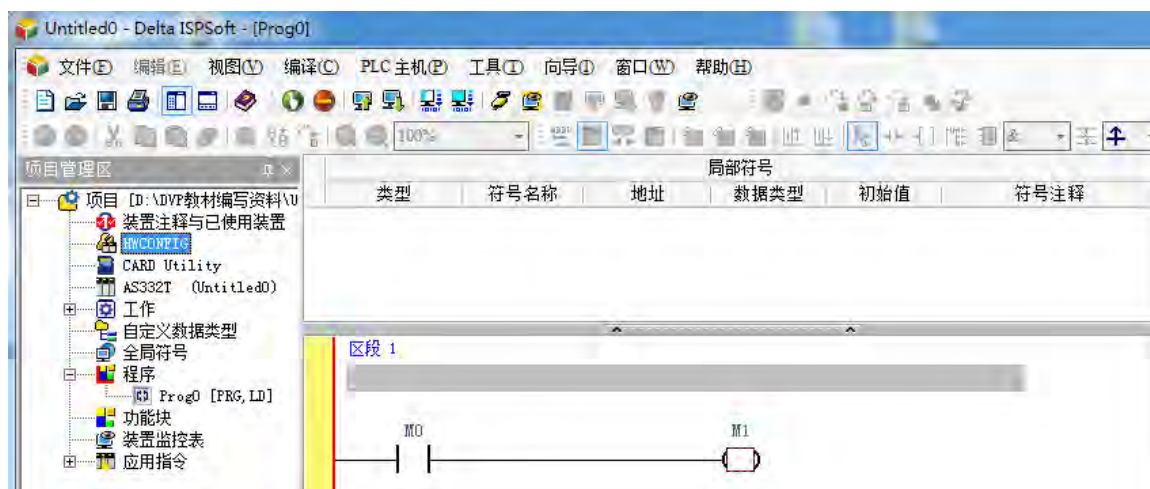 Untitled0 - Delta ISPSoft - [Prog0]
文件(F) 编辑(E) 视图(V) 编译(C) PLC 主机(P) 工具(T) 向导(I) 窗口(W) 帮助(H)
100% &
项目管理区
局部符号
类型 符号名称 地址 数据类型 初始值 符号注释
项目 [D:\DVP教材编写资料\U
装置注释与已使用装置
HWCONFIG
CARD Utility
AS332T (Untitled0)
工作
自定义数据类型
全局符号
程序
Prog0 [PRG,LD]
功能块
装置监控表
应用指令
区段 1
M0 M1